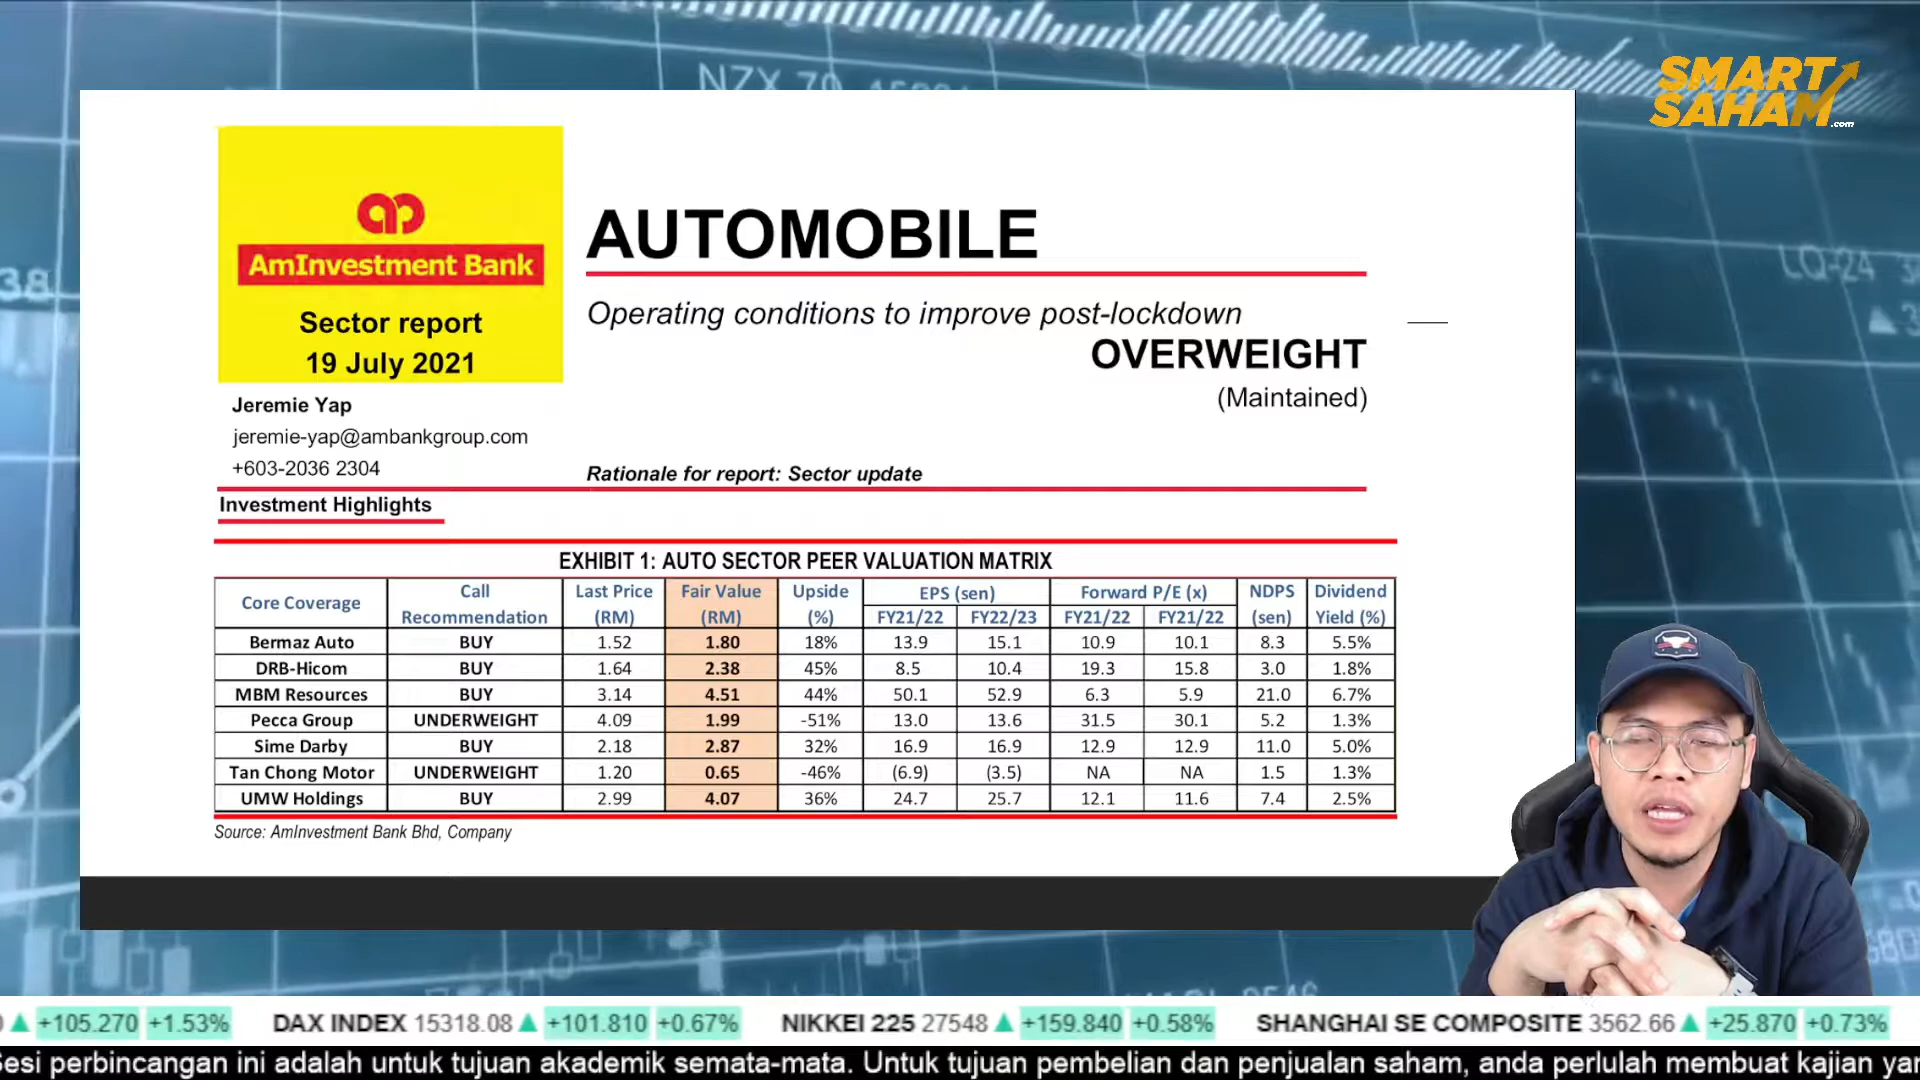 NZX 70
SMART
SAHAM
.com
AmInvestment Bank
Sector report
19 July 2021
AUTOMOBILE
Operating conditions to improve post-lockdown
OVERWEIGHT
(Maintained)
Jeremie Yap
jeremie-yap@ambankgroup.com
+603-2036 2304
Rationale for report: Sector update
Investment Highlights
EXHIBIT 1: AUTO SECTOR PEER VALUATION MATRIX
Core Coverage Call Recommendation Last Price (RM) Fair Value (RM) Upside (%) EPS (sen) Forward P/E (x) NDPS (sen) Dividend Yield (%)
FY21/22 FY22/23 FY21/22 FY21/22
Bermaz Auto BUY 1.52 1.80 18% 13.9 15.1 10.9 10.1 8.3 5.5%
DRB-Hicom BUY 1.64 2.38 45% 8.5 10.4 19.3 15.8 3.0 1.8%
MBM Resources BUY 3.14 4.51 44% 50.1 52.9 6.3 5.9 21.0 6.7%
Pecca Group UNDERWEIGHT 4.09 1.99 -51% 13.0 13.6 31.5 30.1 5.2 1.3%
Sime Darby BUY 2.18 2.87 32% 16.9 16.9 12.9 12.9 11.0 5.0%
Tan Chong Motor UNDERWEIGHT 1.20 0.65 -46% (6.9) (3.5) NA NA 1.5 1.3%
UMW Holdings BUY 2.99 4.07 36% 24.7 25.7 12.1 11.6 7.4 2.5%
Source: AmInvestment Bank Bhd, Company
LQ-24
38
+105.270 +1.53% DAX INDEX 15318.08 ▲ +101.810 +0.67% NIKKEI 225 27548 ▲ +159.840 +0.58% SHANGHAI SE COMPOSITE 3562.66 ▲ +25.870 +0.73%
Sesi perbincangan ini adalah untuk tujuan akademik semata-mata. Untuk tujuan pembelian dan penjualan saham, anda perlulah membuat kajian